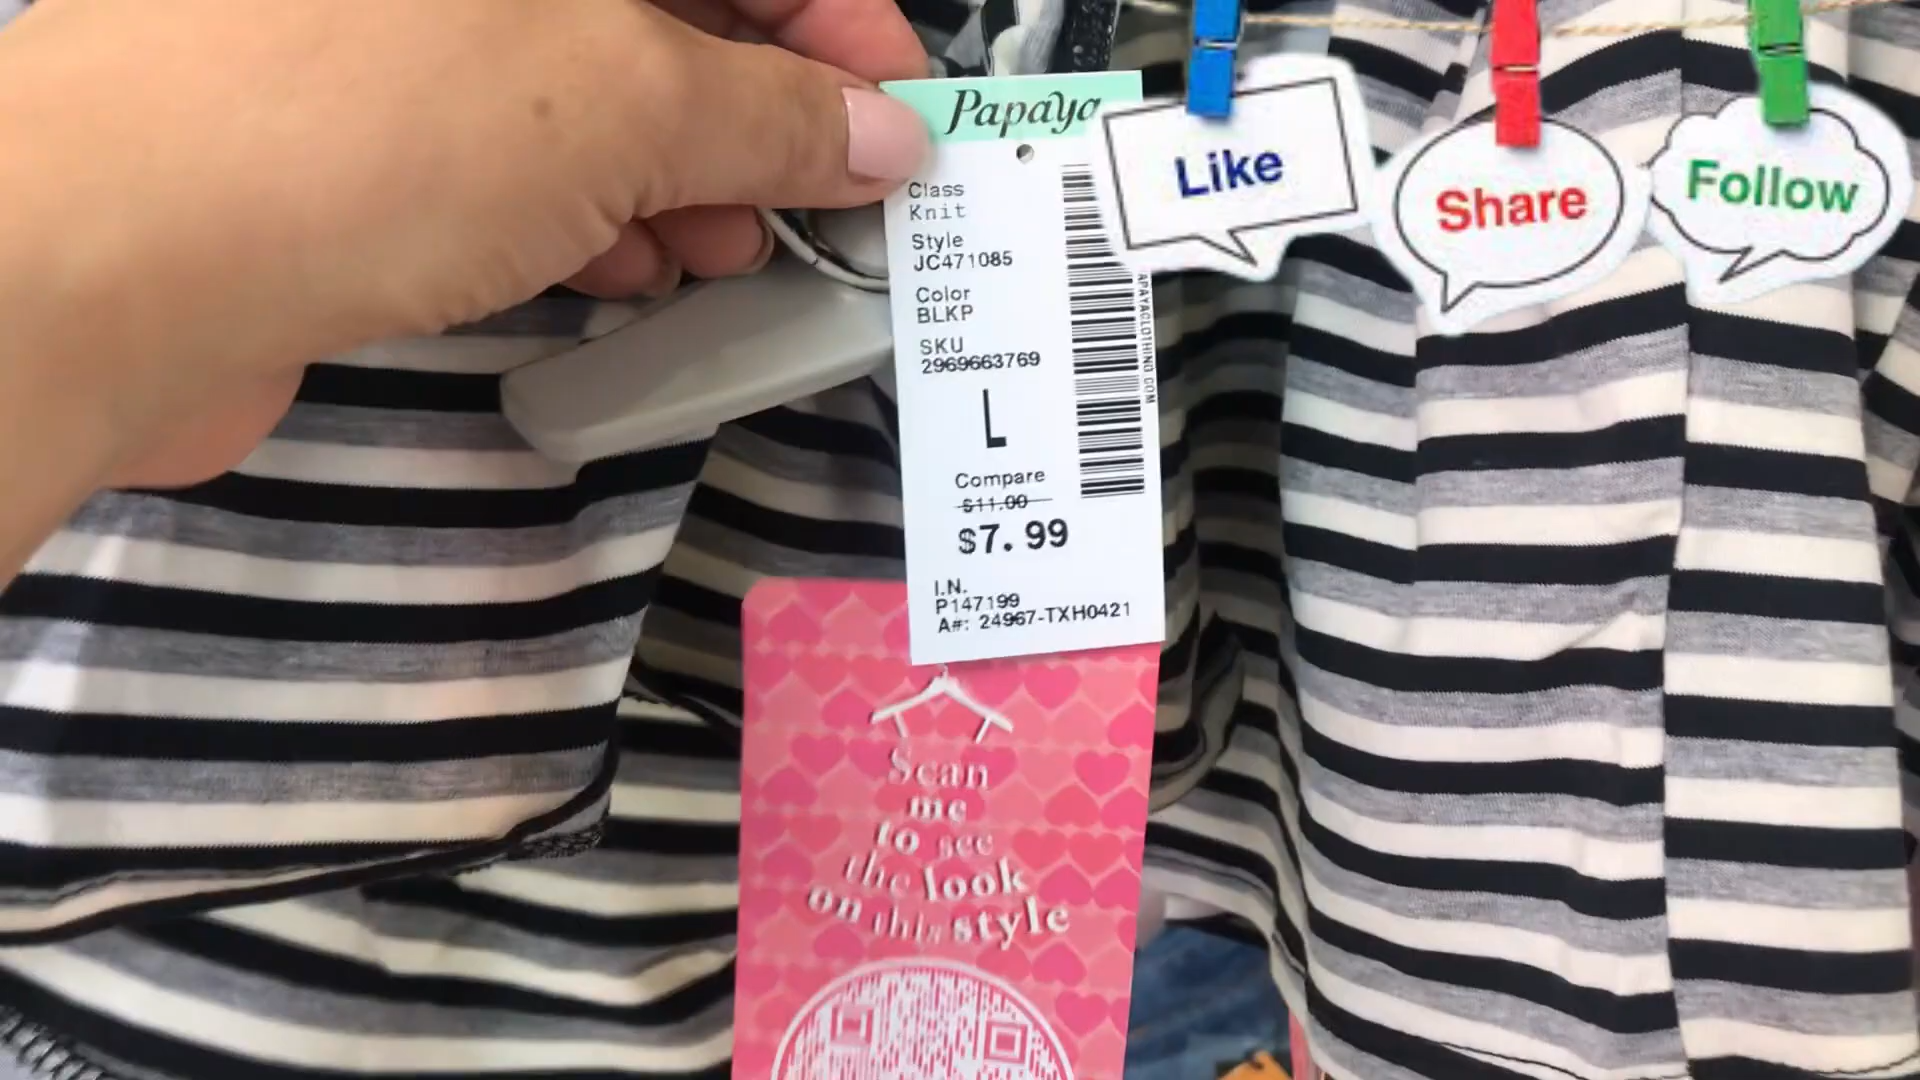 Papaya
Class
Knit
Style
JC471085
Color
BLKP
SKU
2969663769
L
Compare
$11.00
$7.99
I.N.
P147199
A#: 24967-TXH0421
APAYACLOTHING.COM
Like
Share
Follow
Scan
me
to see
the look
on this style